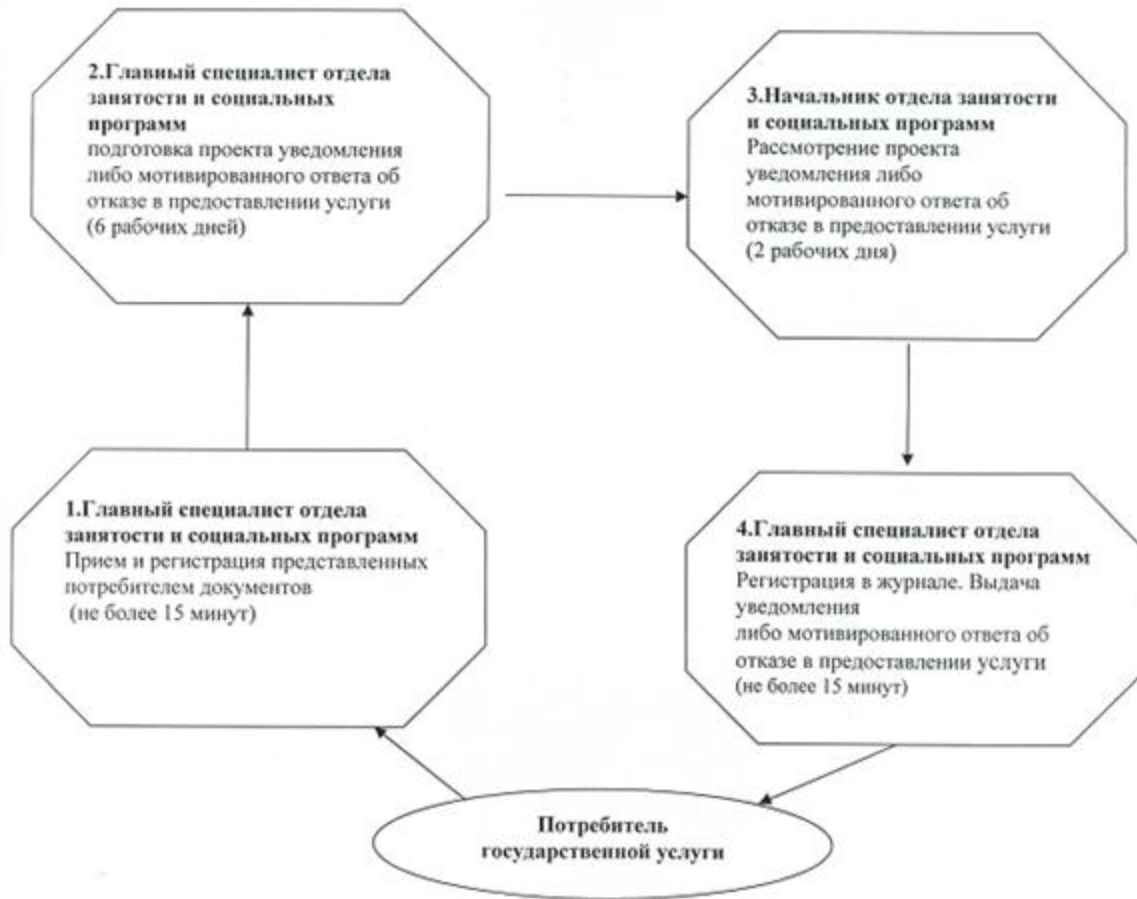 2.Главный специалист отдела
занятости и социальных
программ
подготовка проекта уведомления
либо мотивированного ответа об
отказе в предоставлении услуги
(6 рабочих дней)
3.Начальник отдела занятости
и социальных программ
Рассмотрение проекта
уведомления либо
мотивированного ответа об
отказе в предоставлении услуги
(2 рабочих дня)
1.Главный специалист отдела
занятости и социальных программ
Прием и регистрация представленных
потребителем документов
(не более 15 минут)
4.Главный специалист отдела
занятости и социальных программ
Регистрация в журнале. Выдача
уведомления
либо мотивированного ответа об
отказе в предоставлении услуги
(не более 15 минут)
Потребитель
государственной услуги